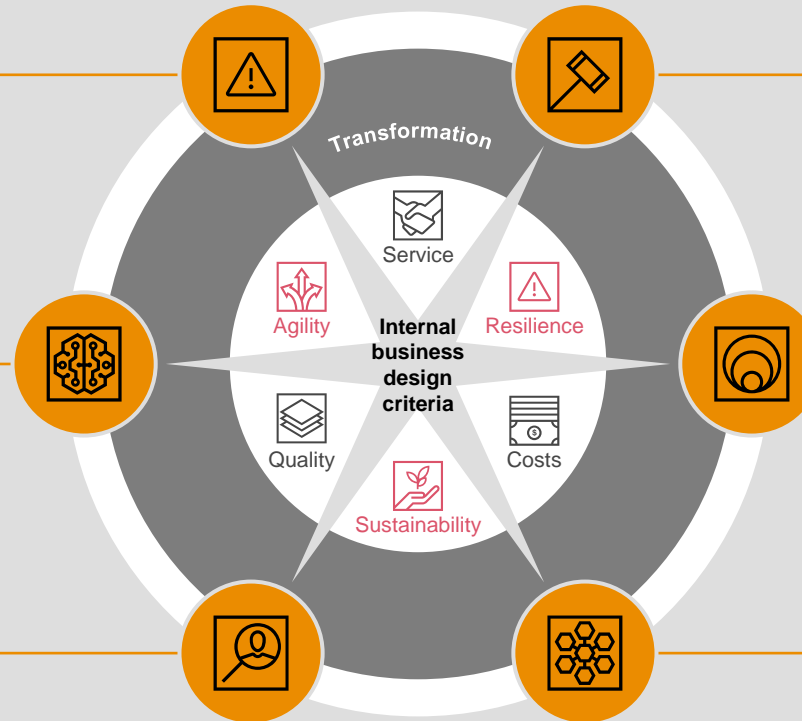 Transformation
Service
Agility
Resilience
Internal
business
design
criteria
Quality
Costs
Sustainability